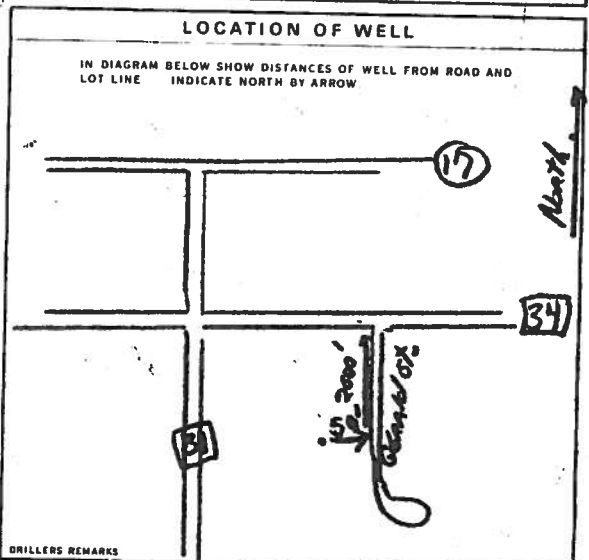 LOCATION OF WELL
IN DIAGRAM BELOW SHOW DISTANCES OF WELL FROM ROAD AND
LOT LINE INDICATE NORTH BY ARROW
17
North
34
2000'
31
DRILLERS REMARKS